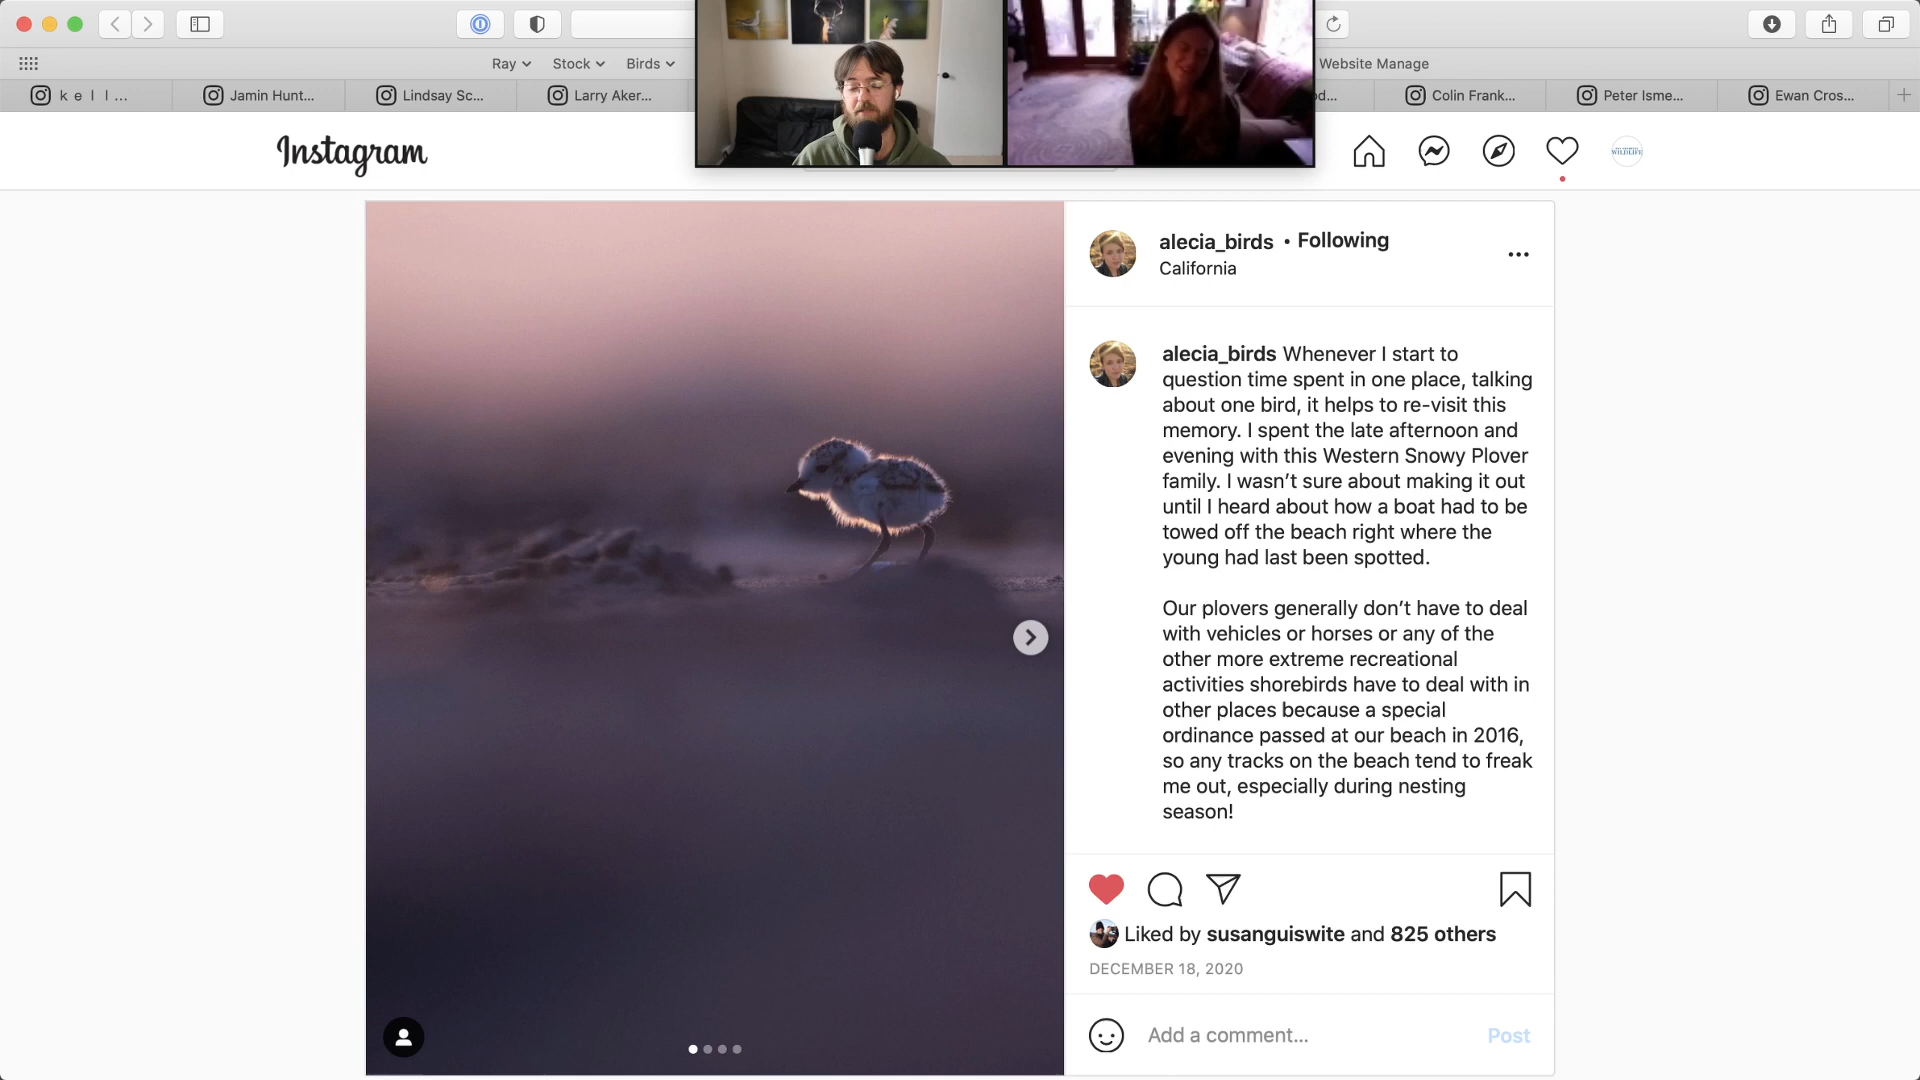 Ray
Stock
Birds
Website Manage
k e l l ...
Jamin Hunt...
Lindsay Sc...
Larry Aker...
d...
Colin Frank...
Peter Isme...
Ewan Cros...
Instagram
WILDLIFE
alecia_birds • Following
California
alecia_birds Whenever I start to
question time spent in one place, talking
about one bird, it helps to re-visit this
memory. I spent the late afternoon and
evening with this Western Snowy Plover
family. I wasn't sure about making it out
until I heard about how a boat had to be
towed off the beach right where the
young had last been spotted.
Our plovers generally don't have to deal
with vehicles or horses or any of the
other more extreme recreational
activities shorebirds have to deal with in
other places because a special
ordinance passed at our beach in 2016,
so any tracks on the beach tend to freak
me out, especially during nesting
season!
Liked by susanguiswite and 825 others
DECEMBER 18, 2020
Add a comment...
Post